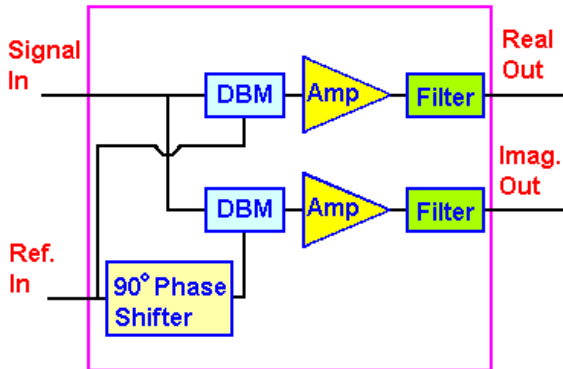 Signal
In
DBM
Amp
Filter
Real
Out
DBM
Amp
Filter
Imag.
Out
Ref.
In
90° Phase
Shifter